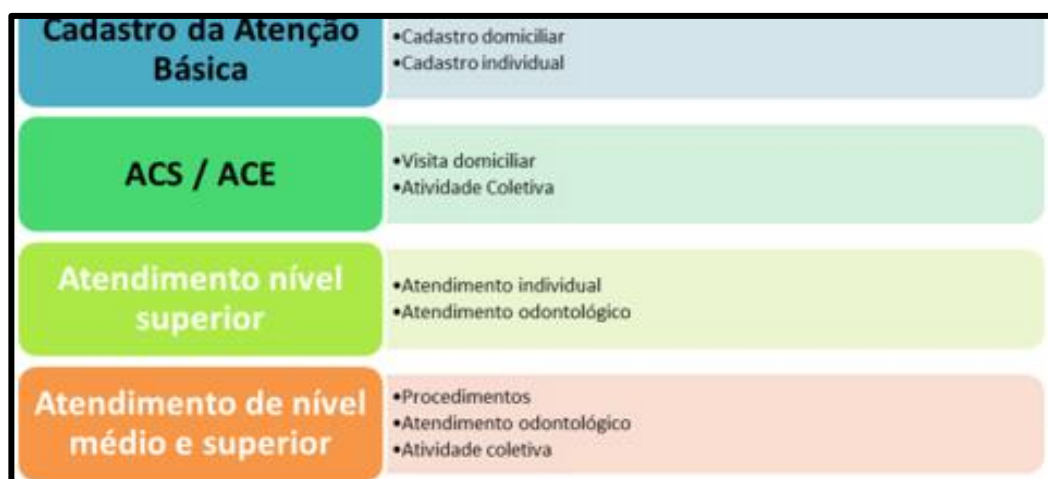 Cadastro da Atenção
Básica
•Cadastro domiciliar
•Cadastro individual
ACS / ACE
•Visita domiciliar
•Atividade Coletiva
Atendimento nível
superior
•Atendimento individual
•Atendimento odontológico
Atendimento de nível
médio e superior
•Procedimentos
•Atendimento odontológico
•Atividade coletiva